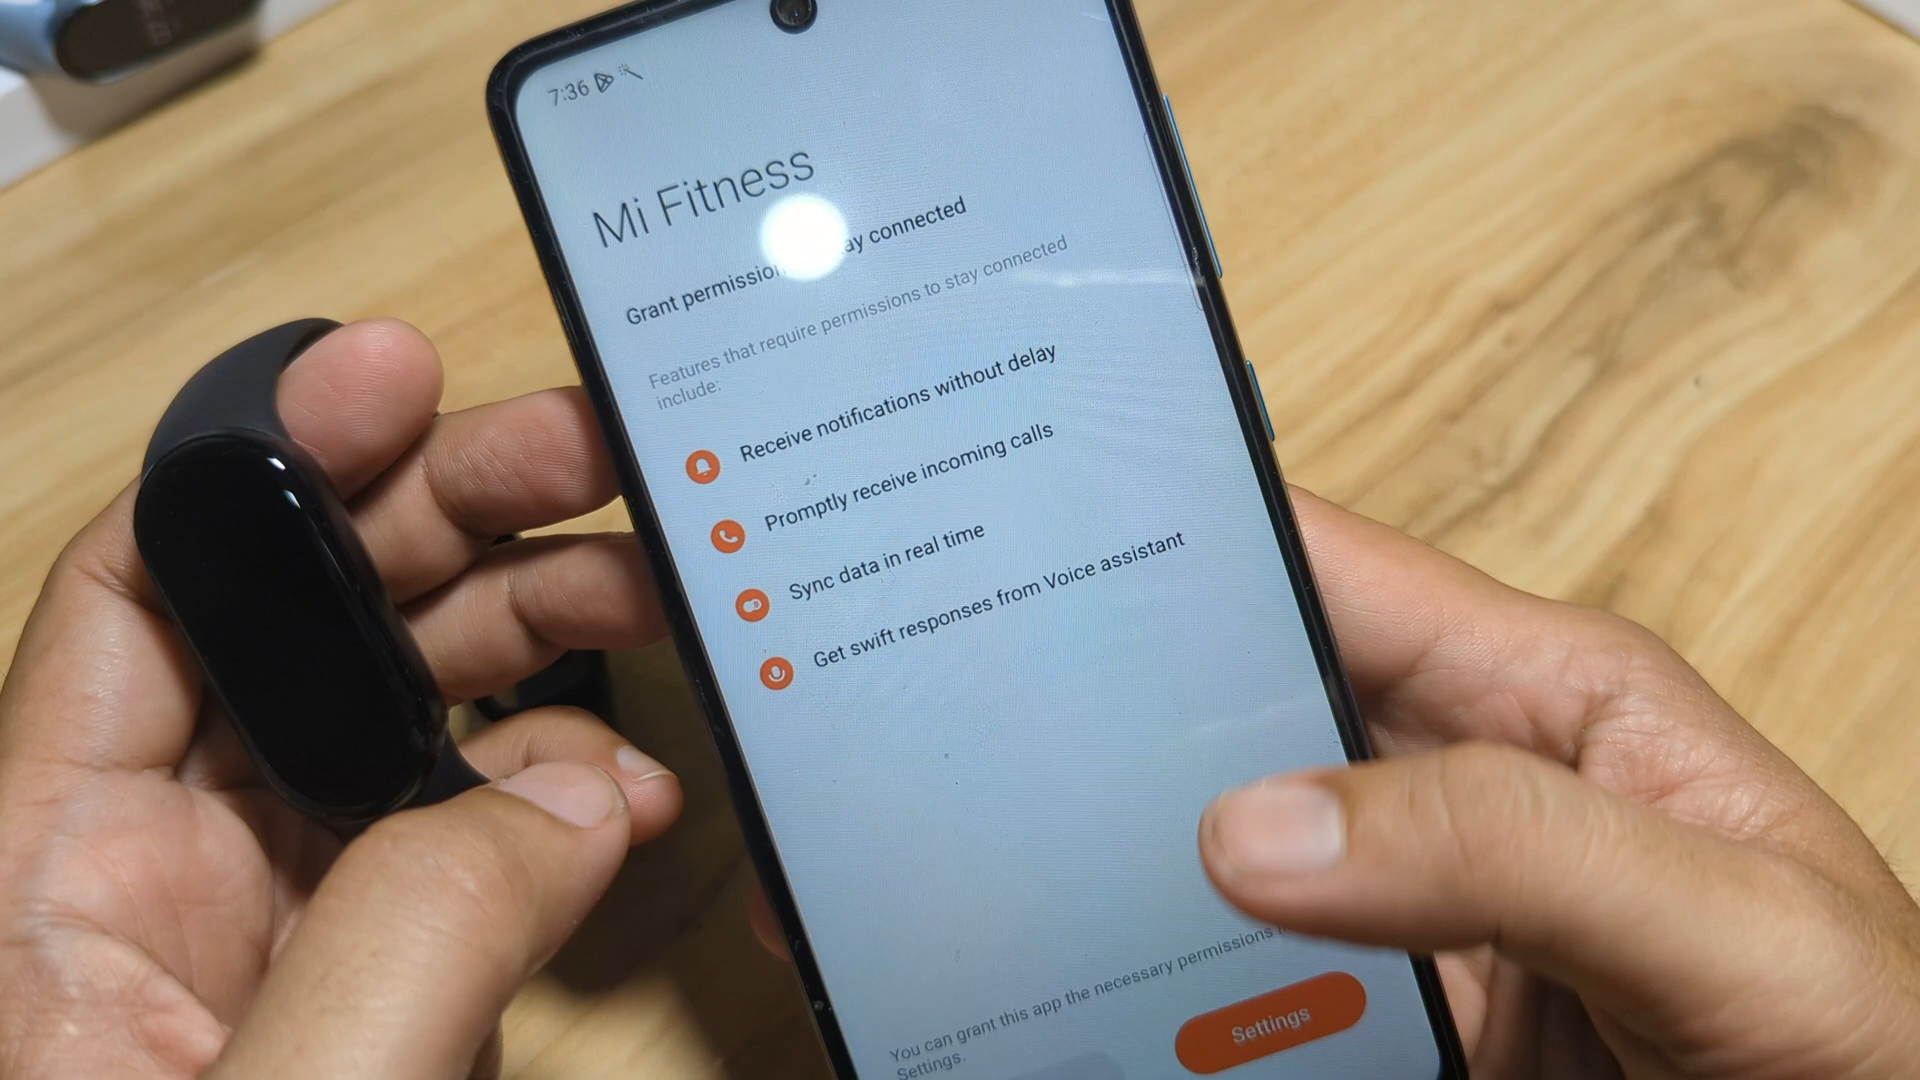 7:36
Mi Fitness
Grant permission ay connected
Features that require permissions to stay connected
include:
Receive notifications without delay
Promptly receive incoming calls
Sync data in real time
Get swift responses from Voice assistant
You can grant this app the necessary permissions
Settings.
Settings